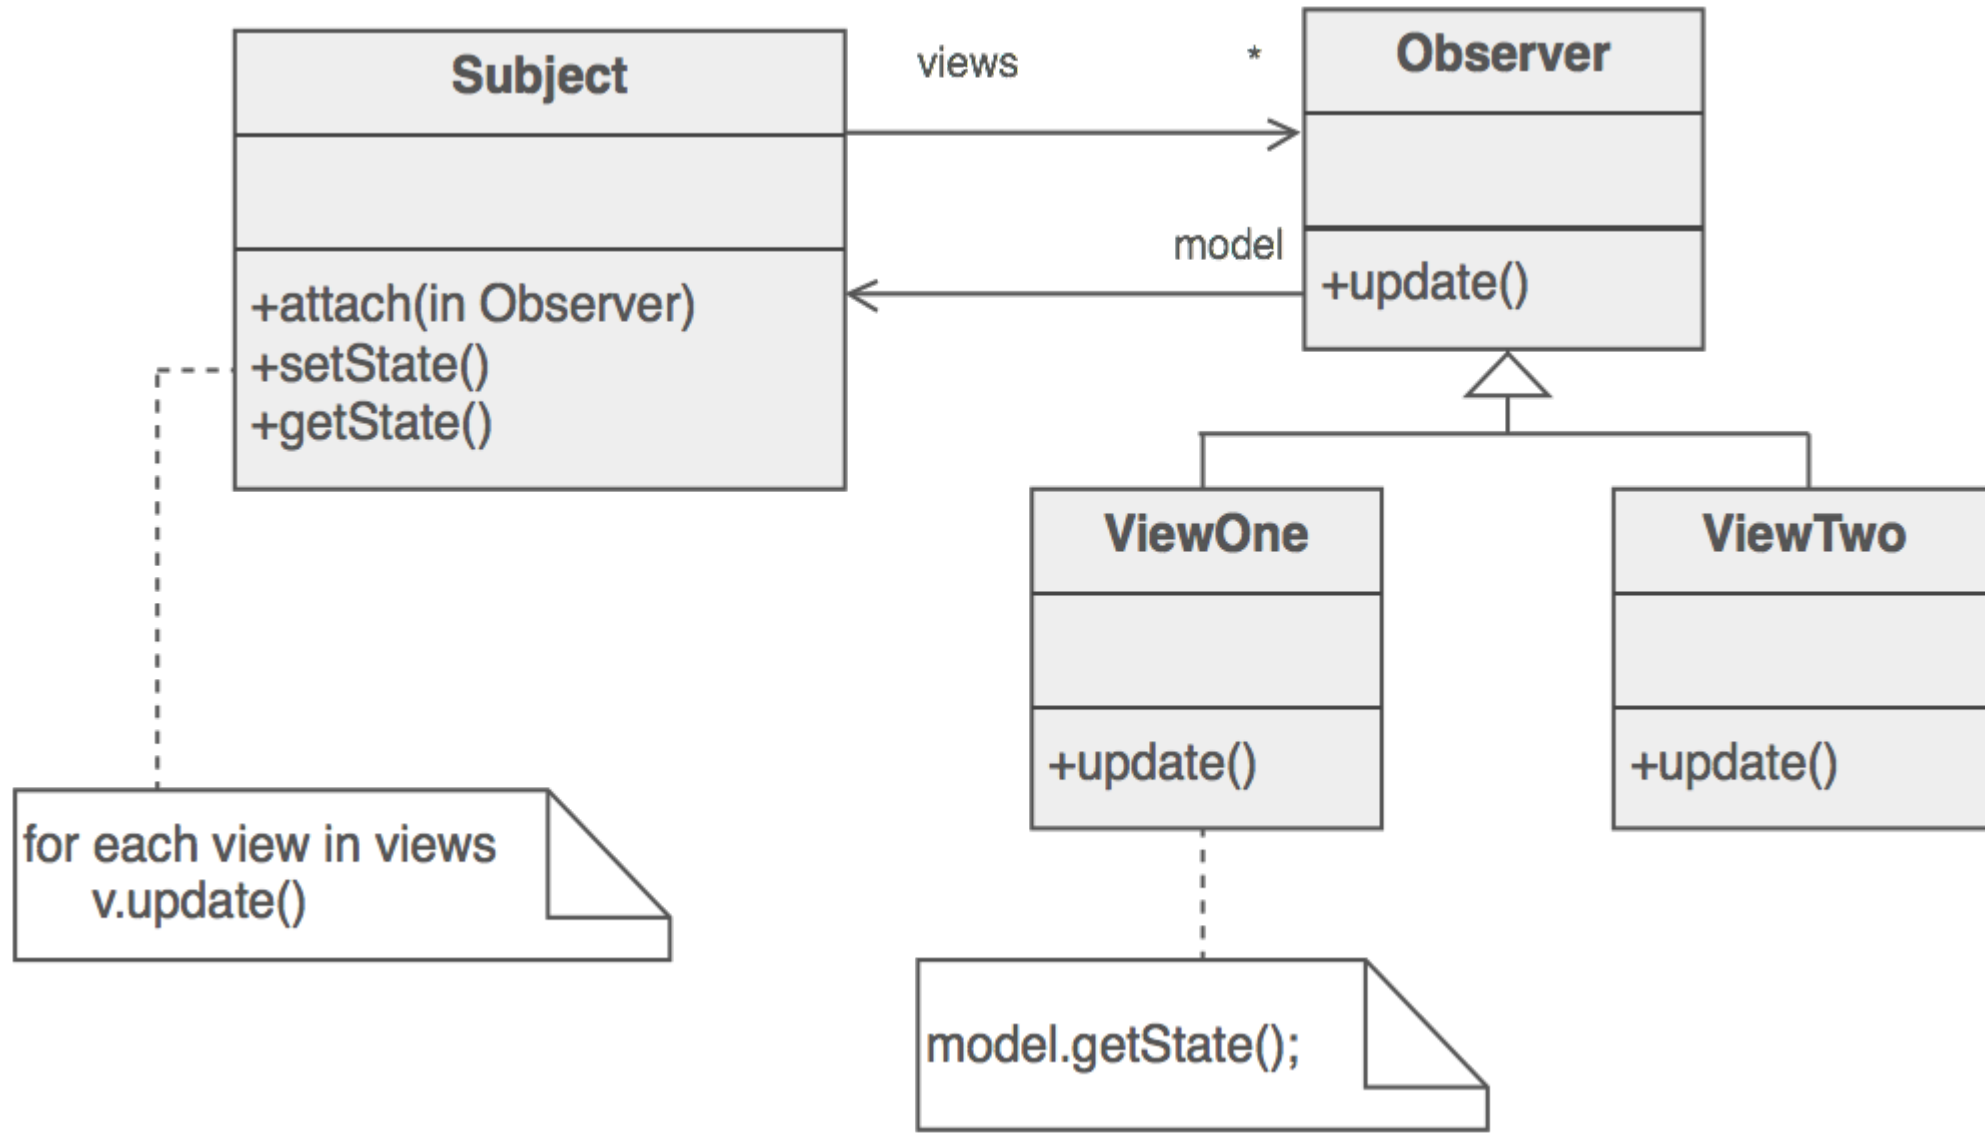 Subject
+attach(in Observer)
+setState()
+getState()
views
*
model
Observer
+update()
ViewOne
+update()
ViewTwo
+update()
for each view in views
v.update()
model.getState();